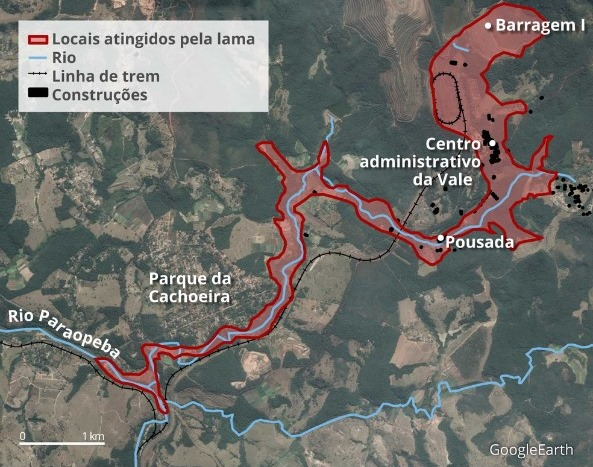 Locais atingidos pela lama
Rio
Linha de trem
Construções
Barragem I
Centro
administrativo
da Vale
Pousada
Parque da
Cachoeira
Rio Paraopeba
0 1 km
GoogleEarth